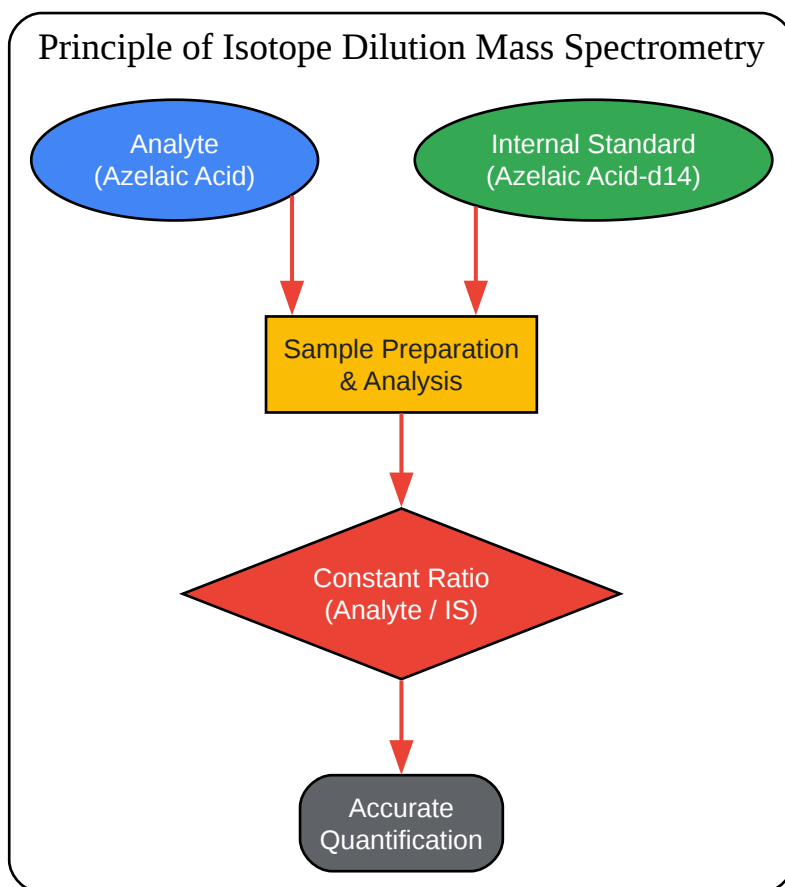 Principle of Isotope Dilution Mass Spectrometry
Analyte
(Azelaic Acid)
Internal Standard
(Azelaic Acid-d14)
Sample Preparation
& Analysis
Constant Ratio
(Analyte / IS)
Accurate
Quantification